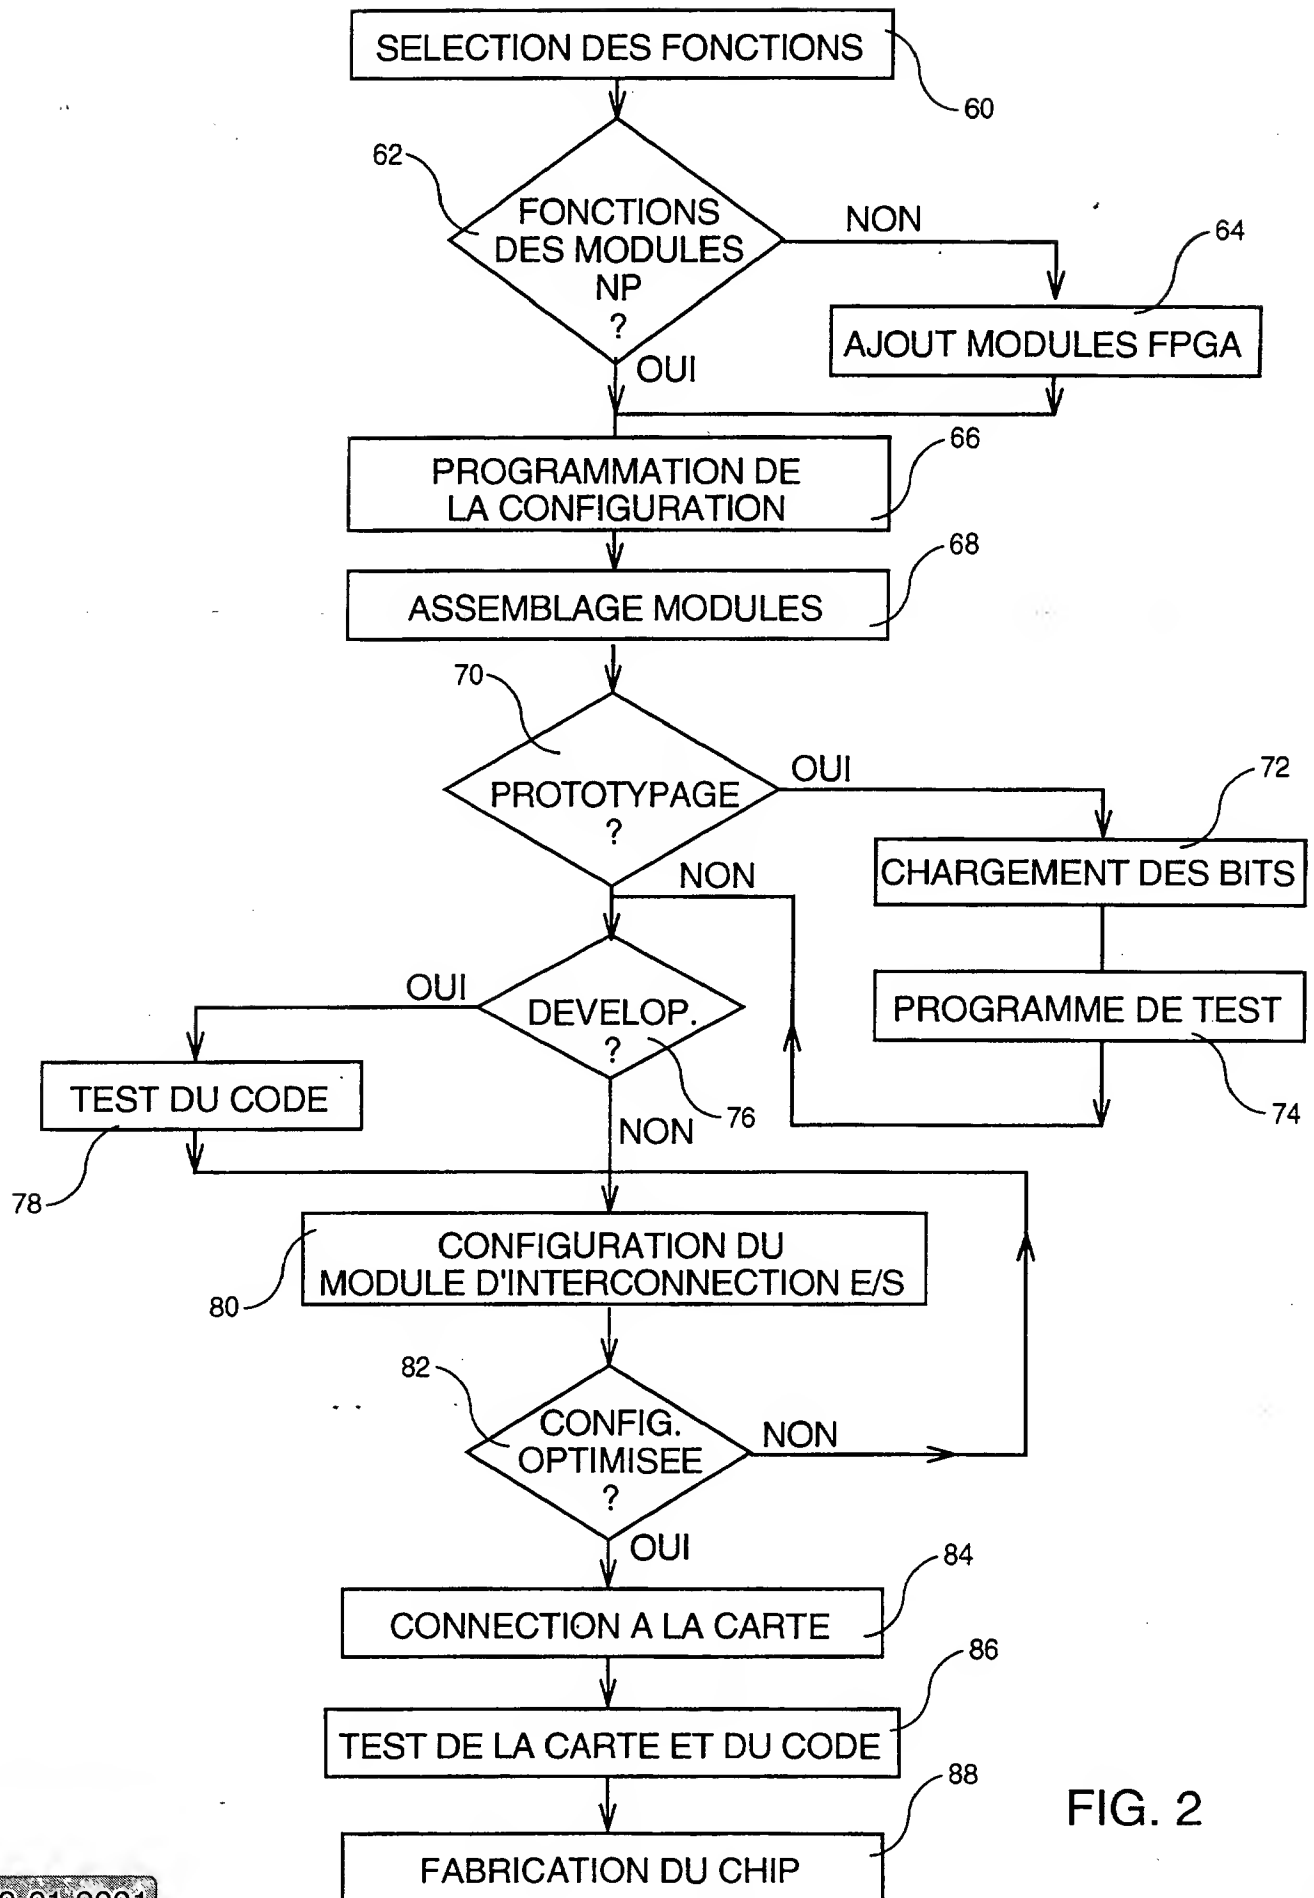 SELECTION DES FONCTIONS
60
62
FONCTIONS
DES MODULES
NP
?
NON
64
AJOUT MODULES FPGA
OUI
66
PROGRAMMATION DE
LA CONFIGURATION
68
ASSEMBLAGE MODULES
70
PROTOTYPAGE
?
OUI
72
CHARGEMENT DES BITS
NON
PROGRAMME DE TEST
74
OUI
DEVELOP.
?
76
TEST DU CODE
78
NON
CONFIGURATION DU
MODULE D'INTERCONNECTION E/S
80
82
CONFIG.
OPTIMISEE
?
NON
OUI
84
CONNECTION A LA CARTE
86
TEST DE LA CARTE ET DU CODE
88
FABRICATION DU CHIP
FIG. 2